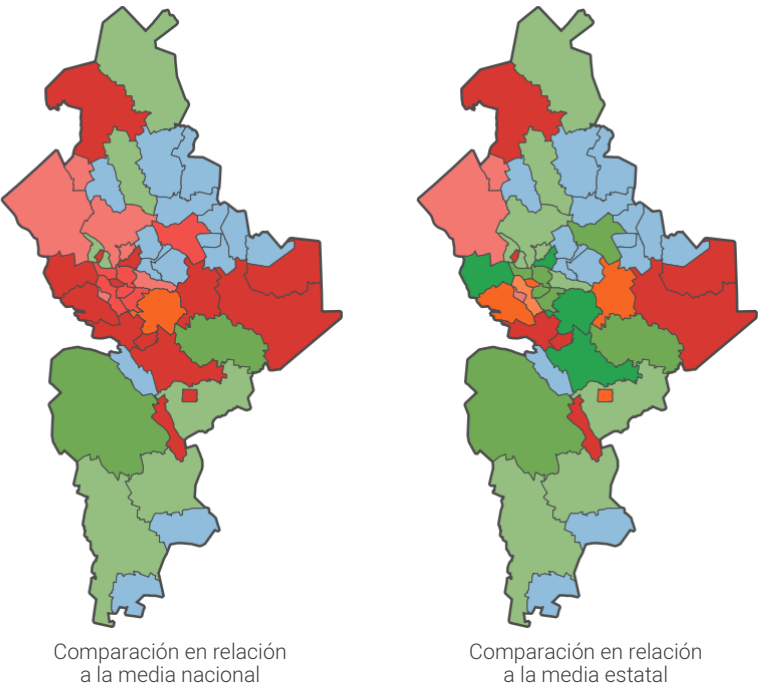 Comparación en relación
a la media nacional
Comparación en relación
a la media estatal